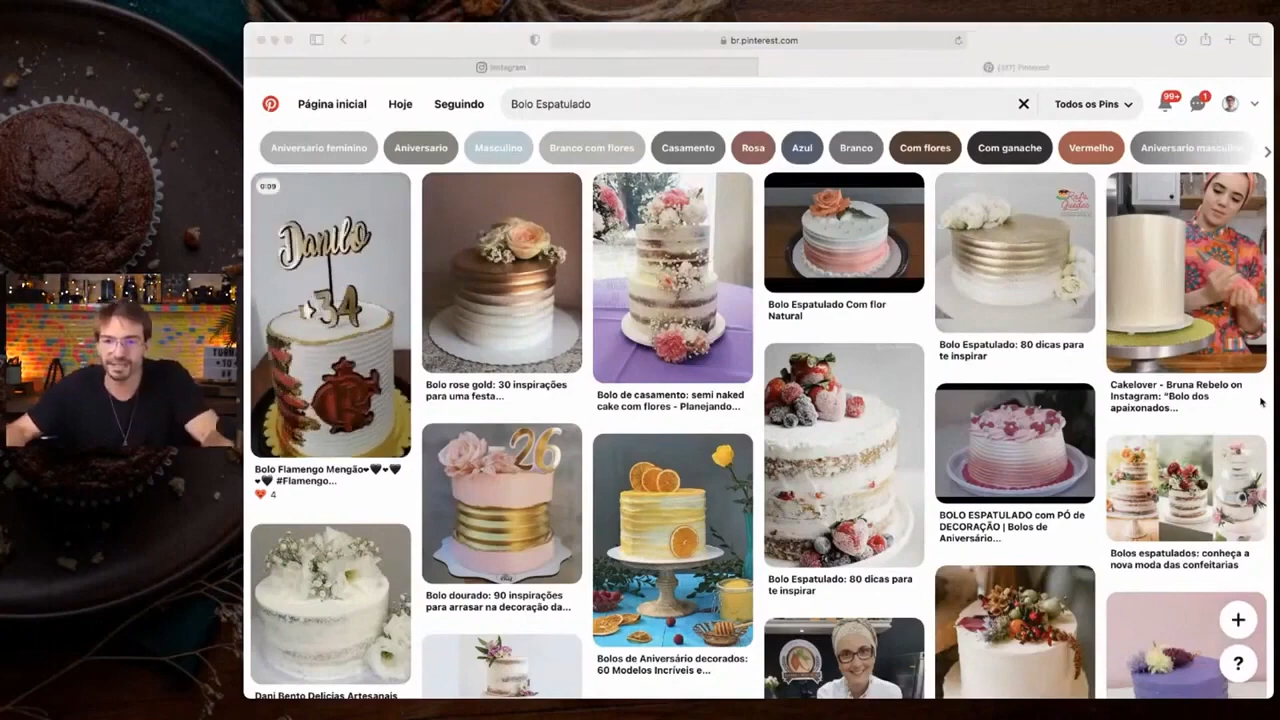 br.pinterest.com
Instagram
(317) Pinterest
Página inicial
Hoje
Seguindo
Bolo Espatulado
Todos os Pins
99+
1
Aniversario feminino
Aniversario
Masculino
Branco com flores
Casamento
Rosa
Azul
Branco
Com flores
Com ganache
Vermelho
Aniversario masculino
0:09
Danilo
34
Bolo Flamengo Mengão❤🖤❤🖤
❤🖤 #Flamengo...
4
Dani Bento Delicias Artesanais
Bolo rose gold: 30 inspirações
para uma festa...
26
Bolo dourado: 90 inspirações
para arrasar na decoração da...
Bolo de casamento: semi naked
cake com flores - Planejando...
Bolos de Aniversário decorados:
60 Modelos Incríveis e...
Bolo Espatulado Com flor
Natural
Bolo Espatulado: 80 dicas para
te inspirar
Bolo Espatulado: 80 dicas para
te inspirar
BOLO ESPATULADO com PÓ de
DECORAÇÃO | Bolos de
Aniversário...
Cakelover - Bruna Rebelo on
Instagram: “Bolo dos
apaixonados...
Bolos espatulados: conheça a
nova moda das confeitarias
+
?